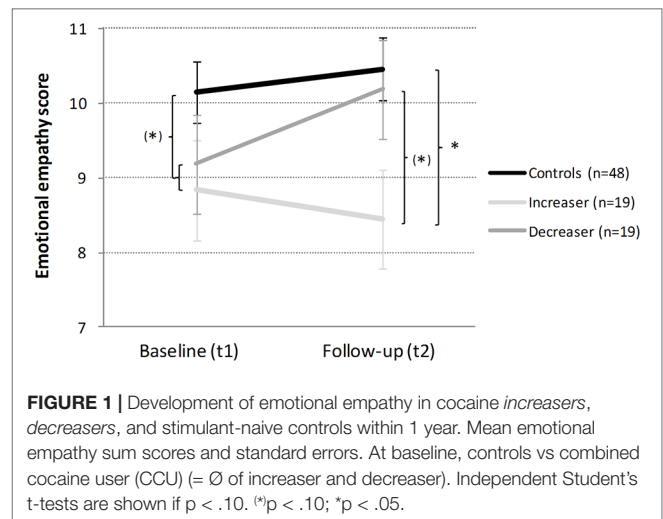 11
10
9
8
7
Emotional empathy score
(*)
(*)
*
Controls (n=48)
Increaser (n=19)
Decreaser (n=19)
Baseline (t1)
Follow-up (t2)
FIGURE 1 | Development of emotional empathy in cocaine increasers,
decreasers, and stimulant-naive controls within 1 year. Mean emotional
empathy sum scores and standard errors. At baseline, controls vs combined
cocaine user (CCU) (= Ø of increaser and decreaser). Independent Student’s
t-tests are shown if p < .10. (*)p < .10; *p < .05.